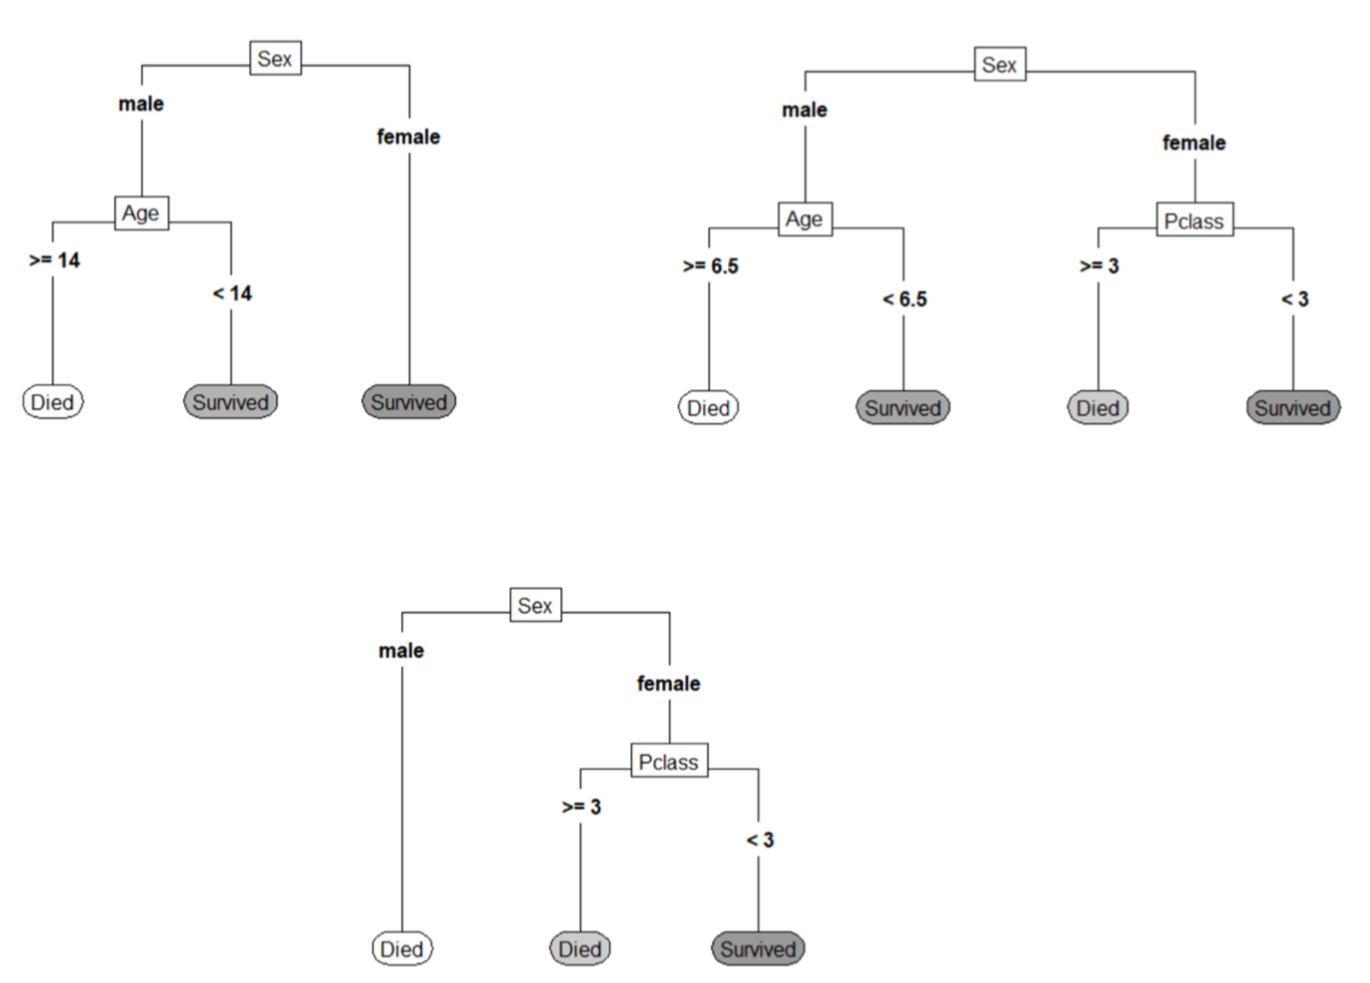 Sex
male
female
Age
>= 14
< 14
Died
Survived
Survived
Sex
male
female
Age
Pclass
>= 6.5
< 6.5
>= 3
< 3
Died
Survived
Died
Survived
Sex
male
female
Pclass
>= 3
< 3
Died
Died
Survived